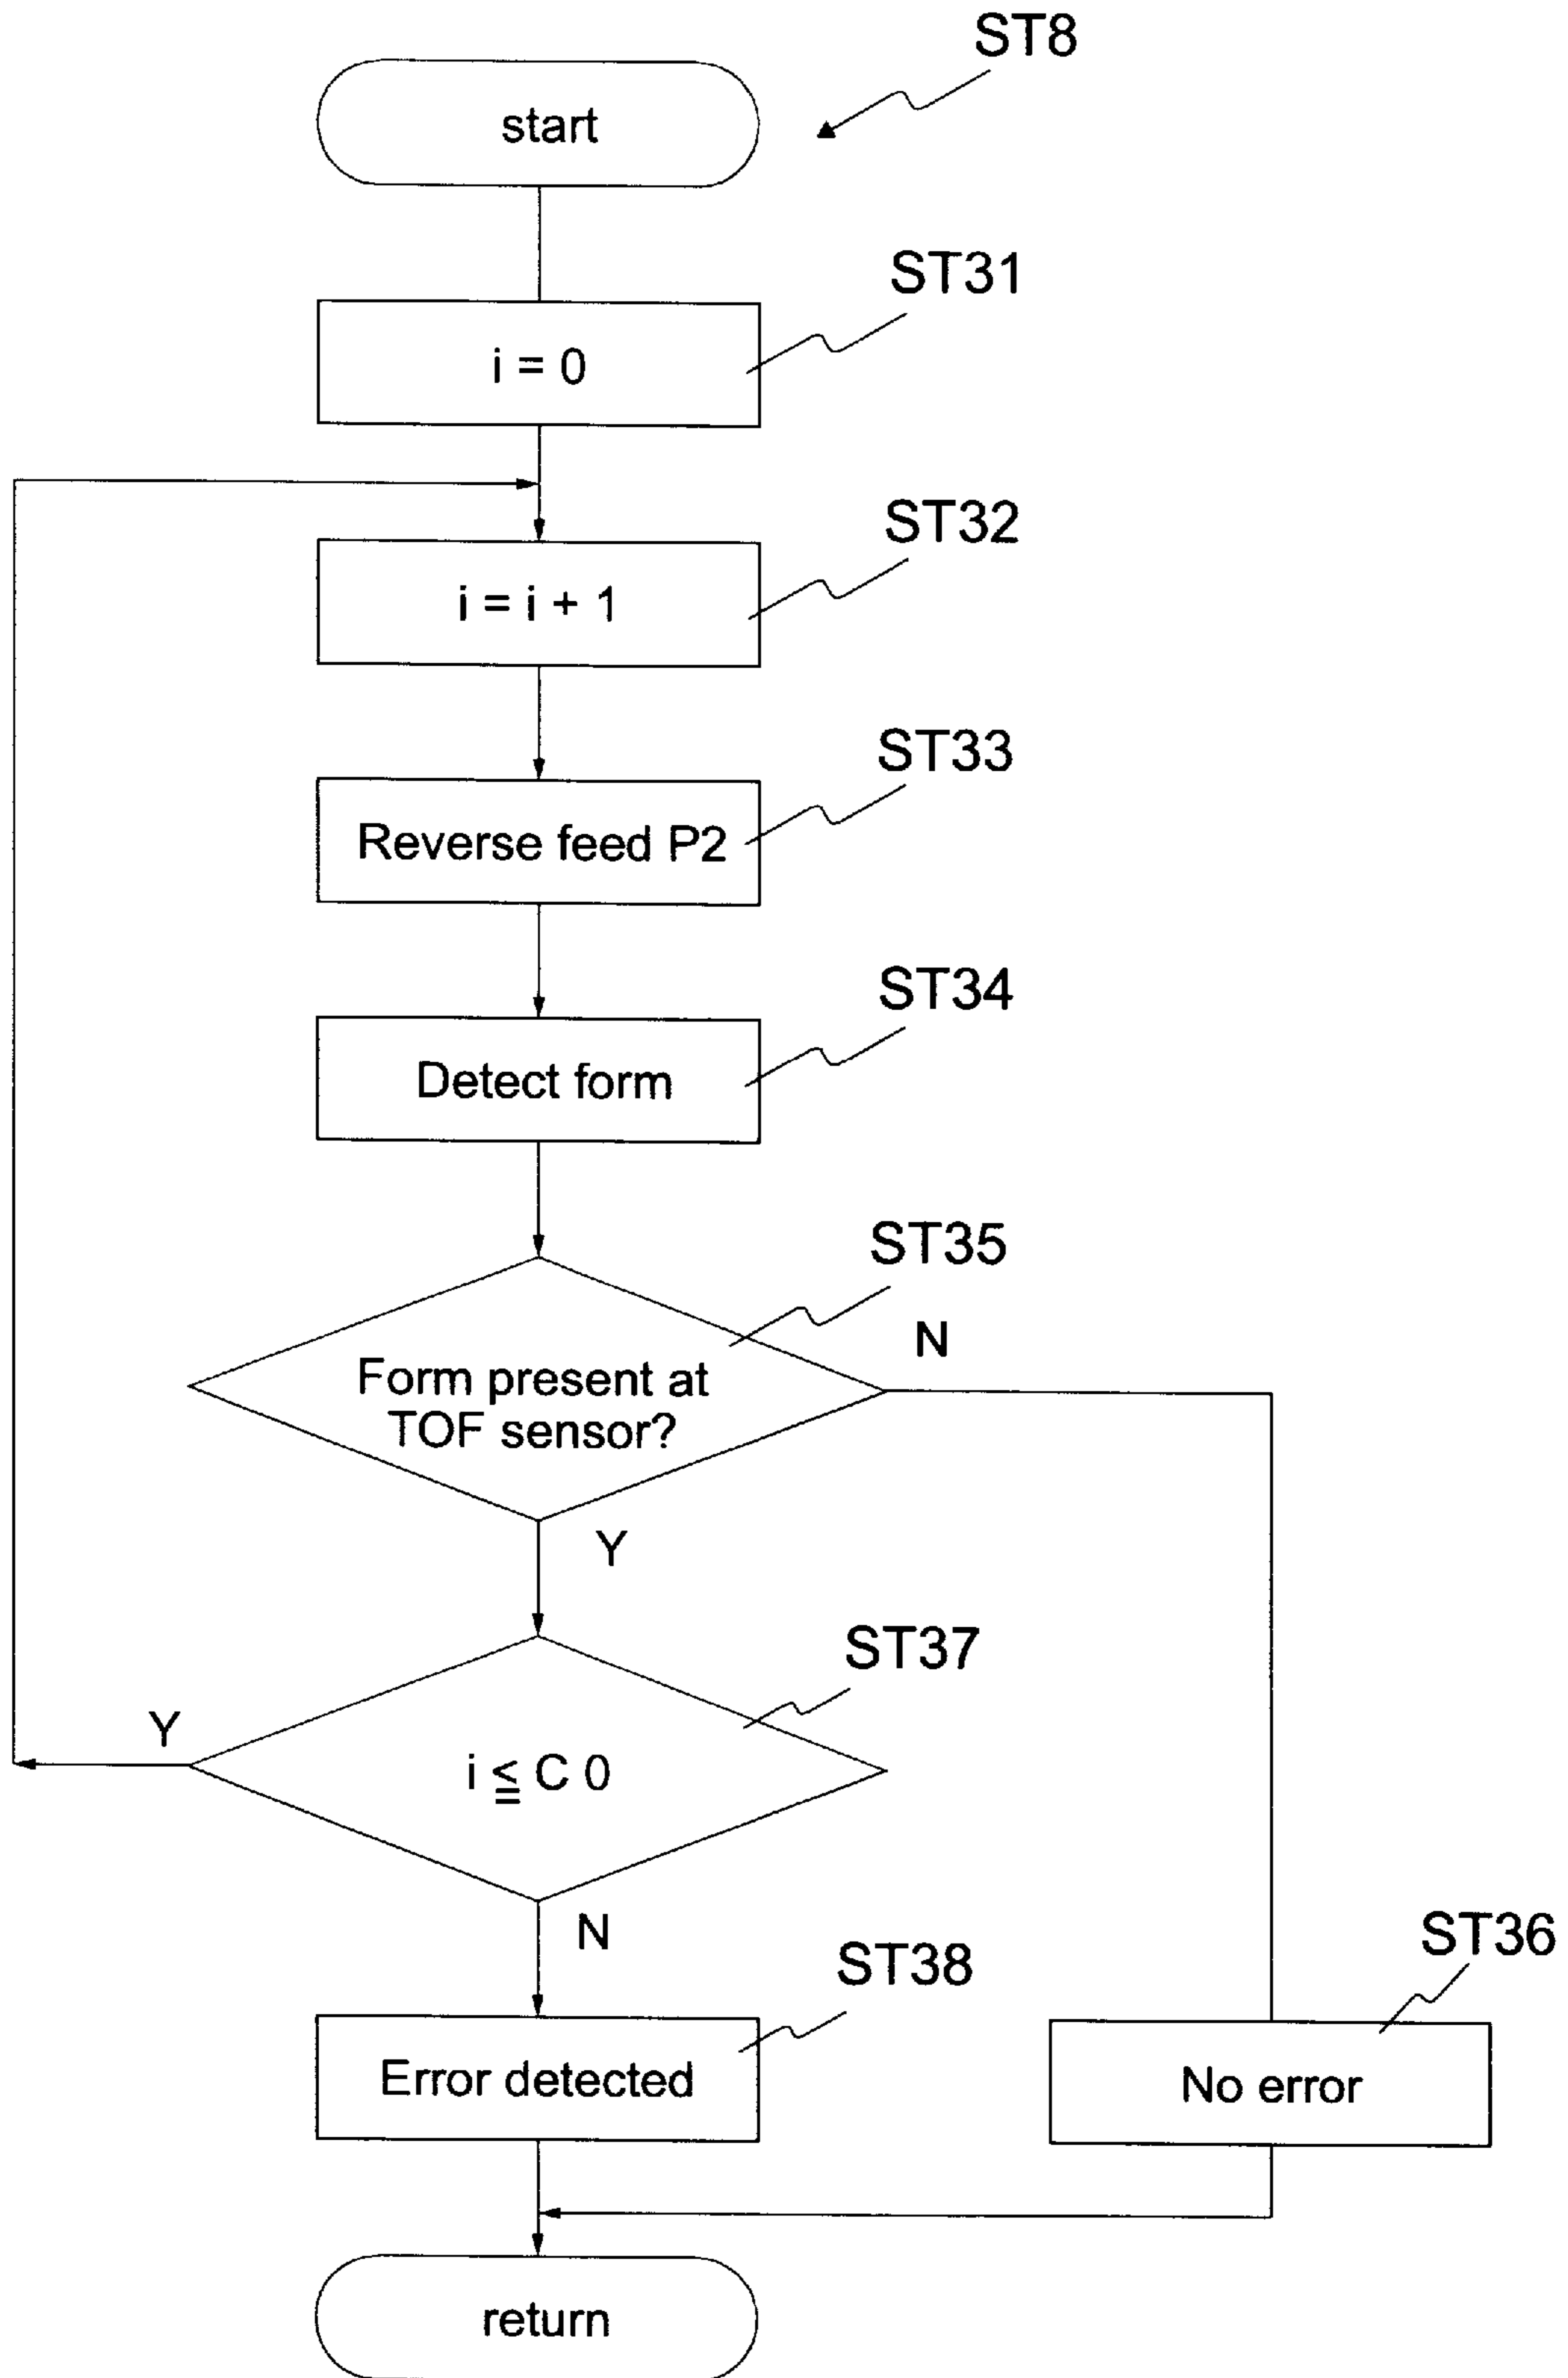 ST8
start
ST31
i = 0
ST32
i = i + 1
ST33
Reverse feed P2
ST34
Detect form
ST35
N
Form present at
TOF sensor?
Y
ST37
Y
i ≦ C 0
N
ST38
ST36
Error detected
No error
return